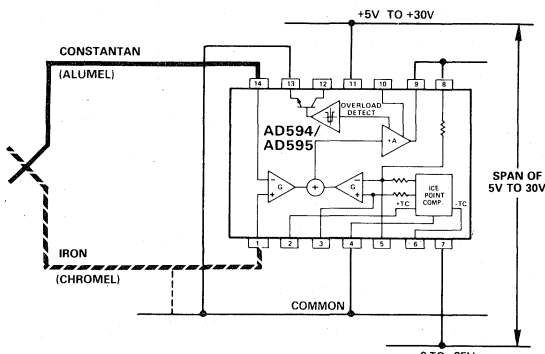 +5V TO +30V
CONSTANTAN
(ALUMEL)
14 13 12 11 10 9 8
OVERLOAD
DETECT
AD594/
AD595
+A
SPAN OF
5V TO 30V
- G + + G - +
ICE
POINT
COMP.
+TC -TC
IRON
(CHROMEL)
1 2 3 4 5 6 7
COMMON